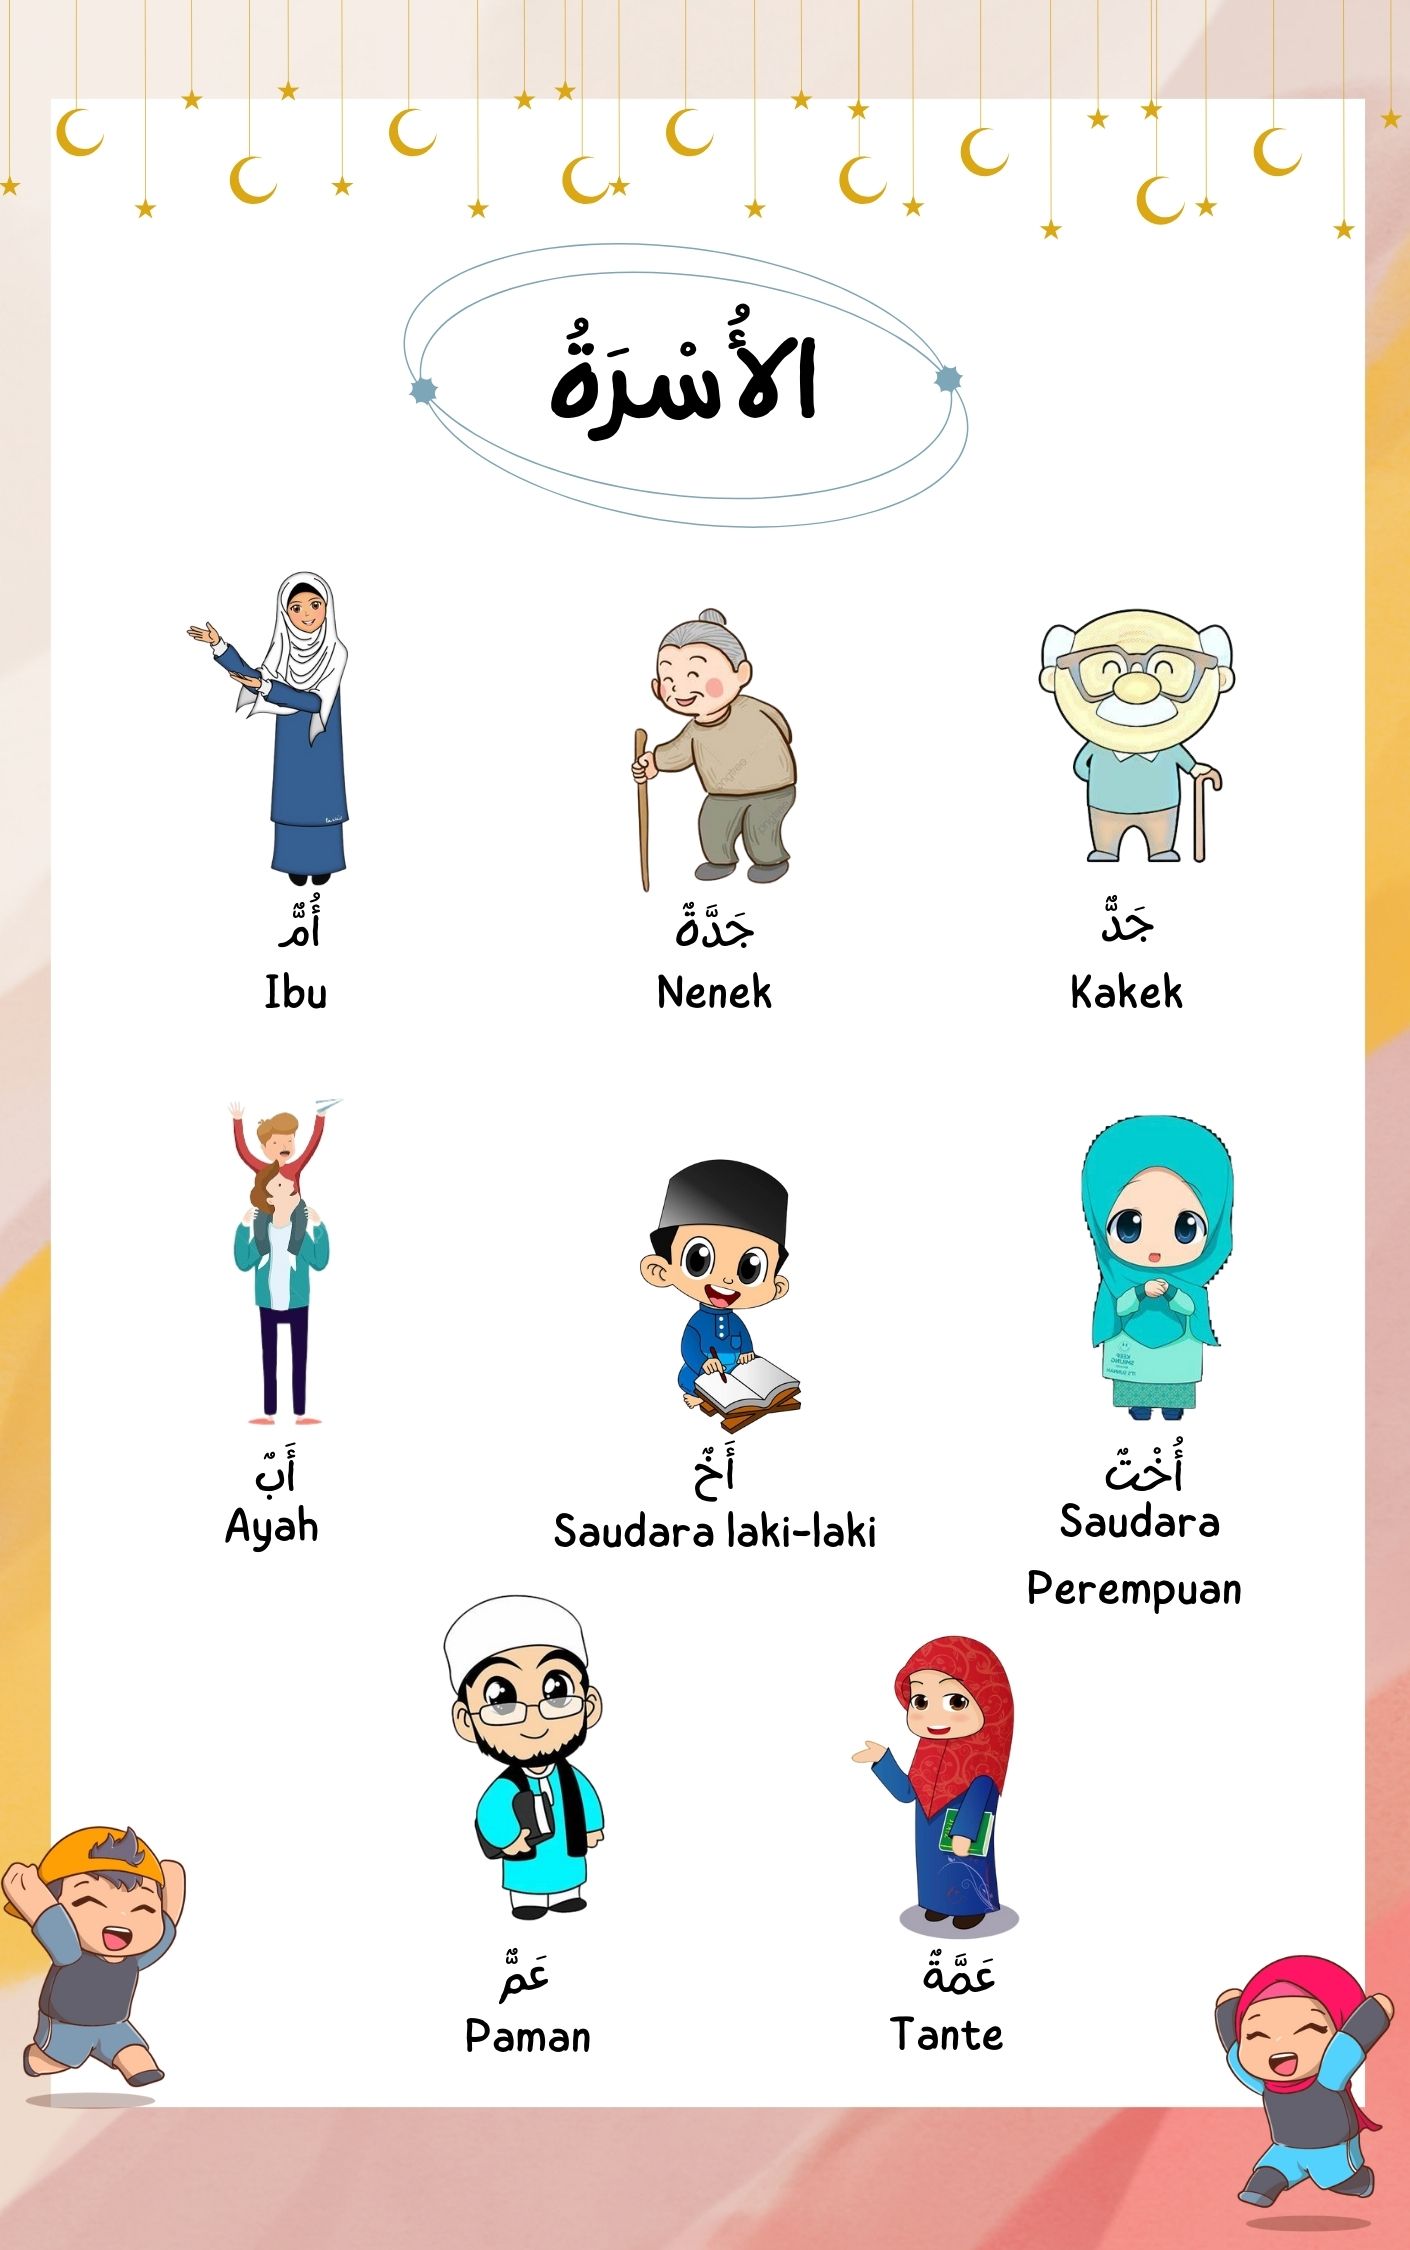 الأُسْرَةُ
أُمٌّ
Ibu
جَدَّةٌ
Nenek
جَدٌّ
Kakek
أَبٌ
Ayah
أَخٌ
Saudara laki-laki
أُخْتٌ
Saudara
Perempuan
عَمٌّ
Paman
عَمَّةٌ
Tante